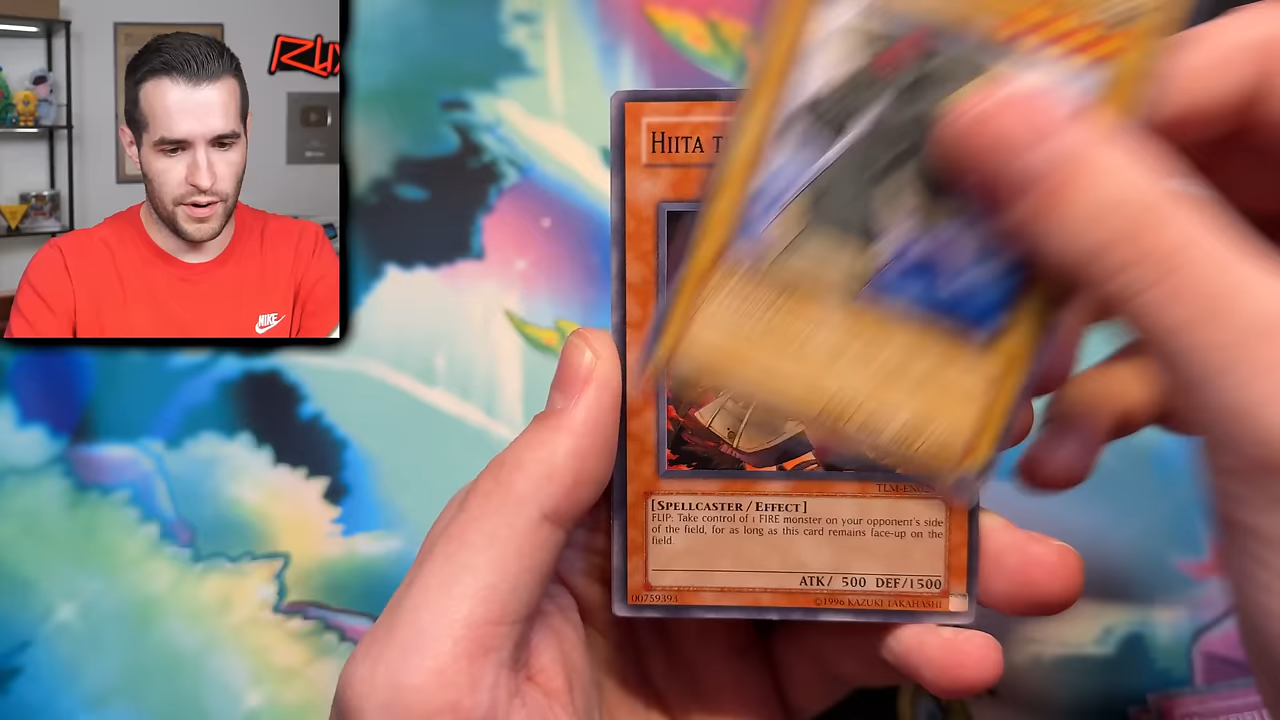 NIKE
HIITA T
TLM-EN02
[SPELLCASTER / EFFECT]
FLIP: Take control of 1 FIRE monster on your opponent's side
of the field, for as long as this card remains face-up on the
field.
ATK/ 500 DEF/1500
00759393
©1996 KAZUKI TAKAHASHI